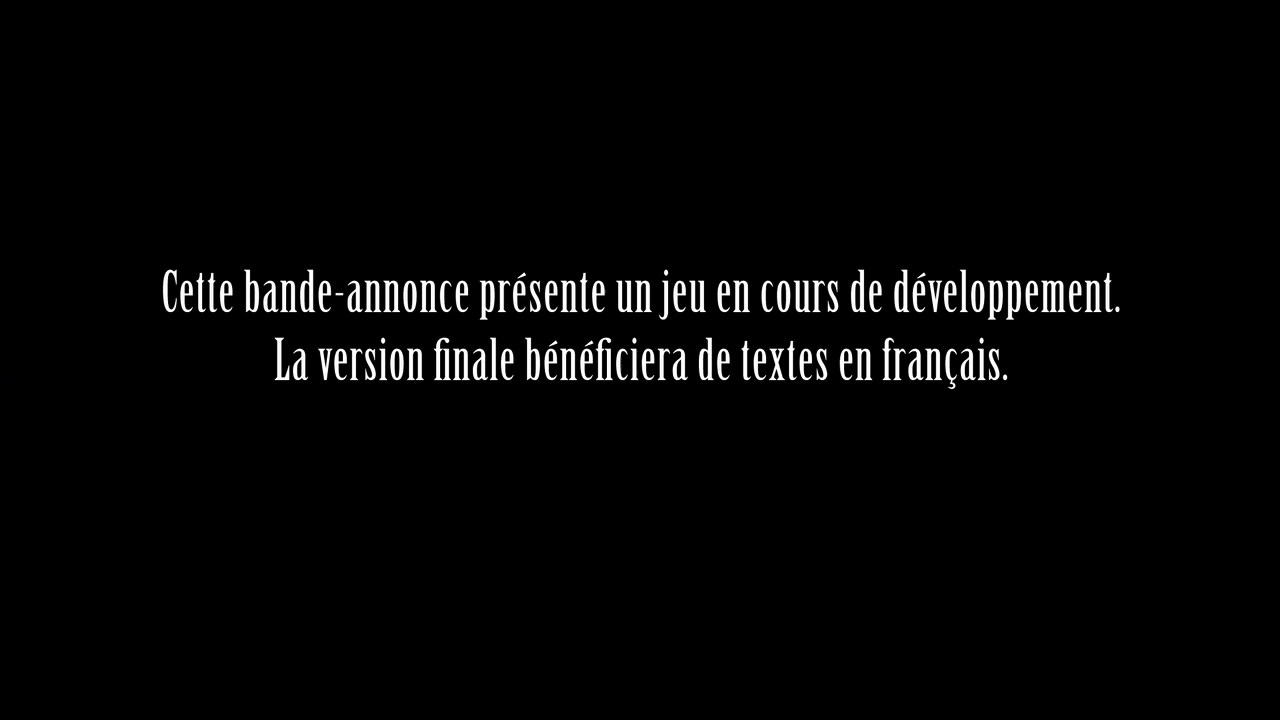 Cette bande-annonce présente un jeu en cours de développement.
La version finale bénéficiera de textes en français.